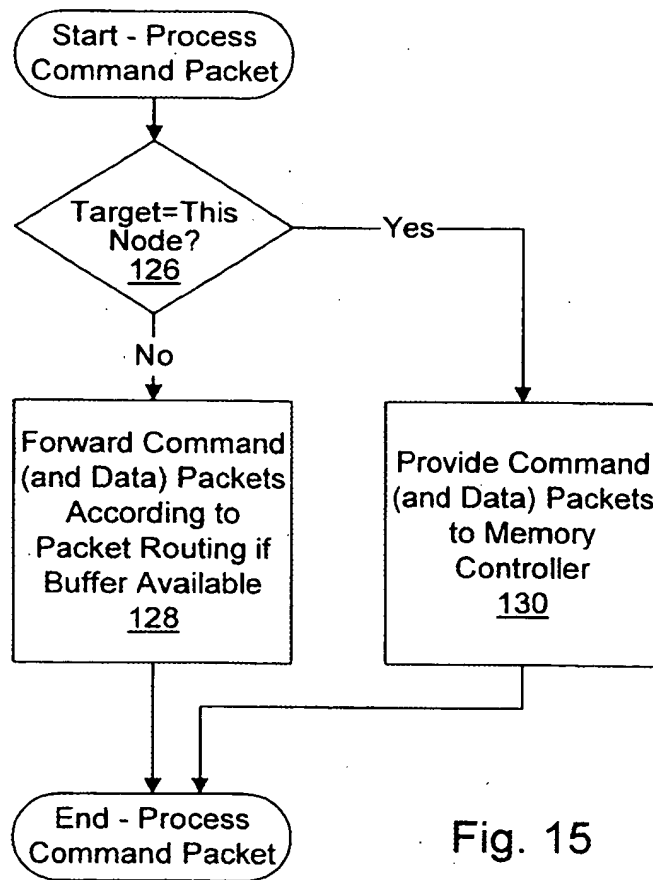 Start - Process
Command Packet
Target=This
Node?
126
Yes
No
Forward Command
(and Data) Packets
According to
Packet Routing if
Buffer Available
128
Provide Command
(and Data) Packets
to Memory
Controller
130
End - Process
Command Packet
Fig. 15